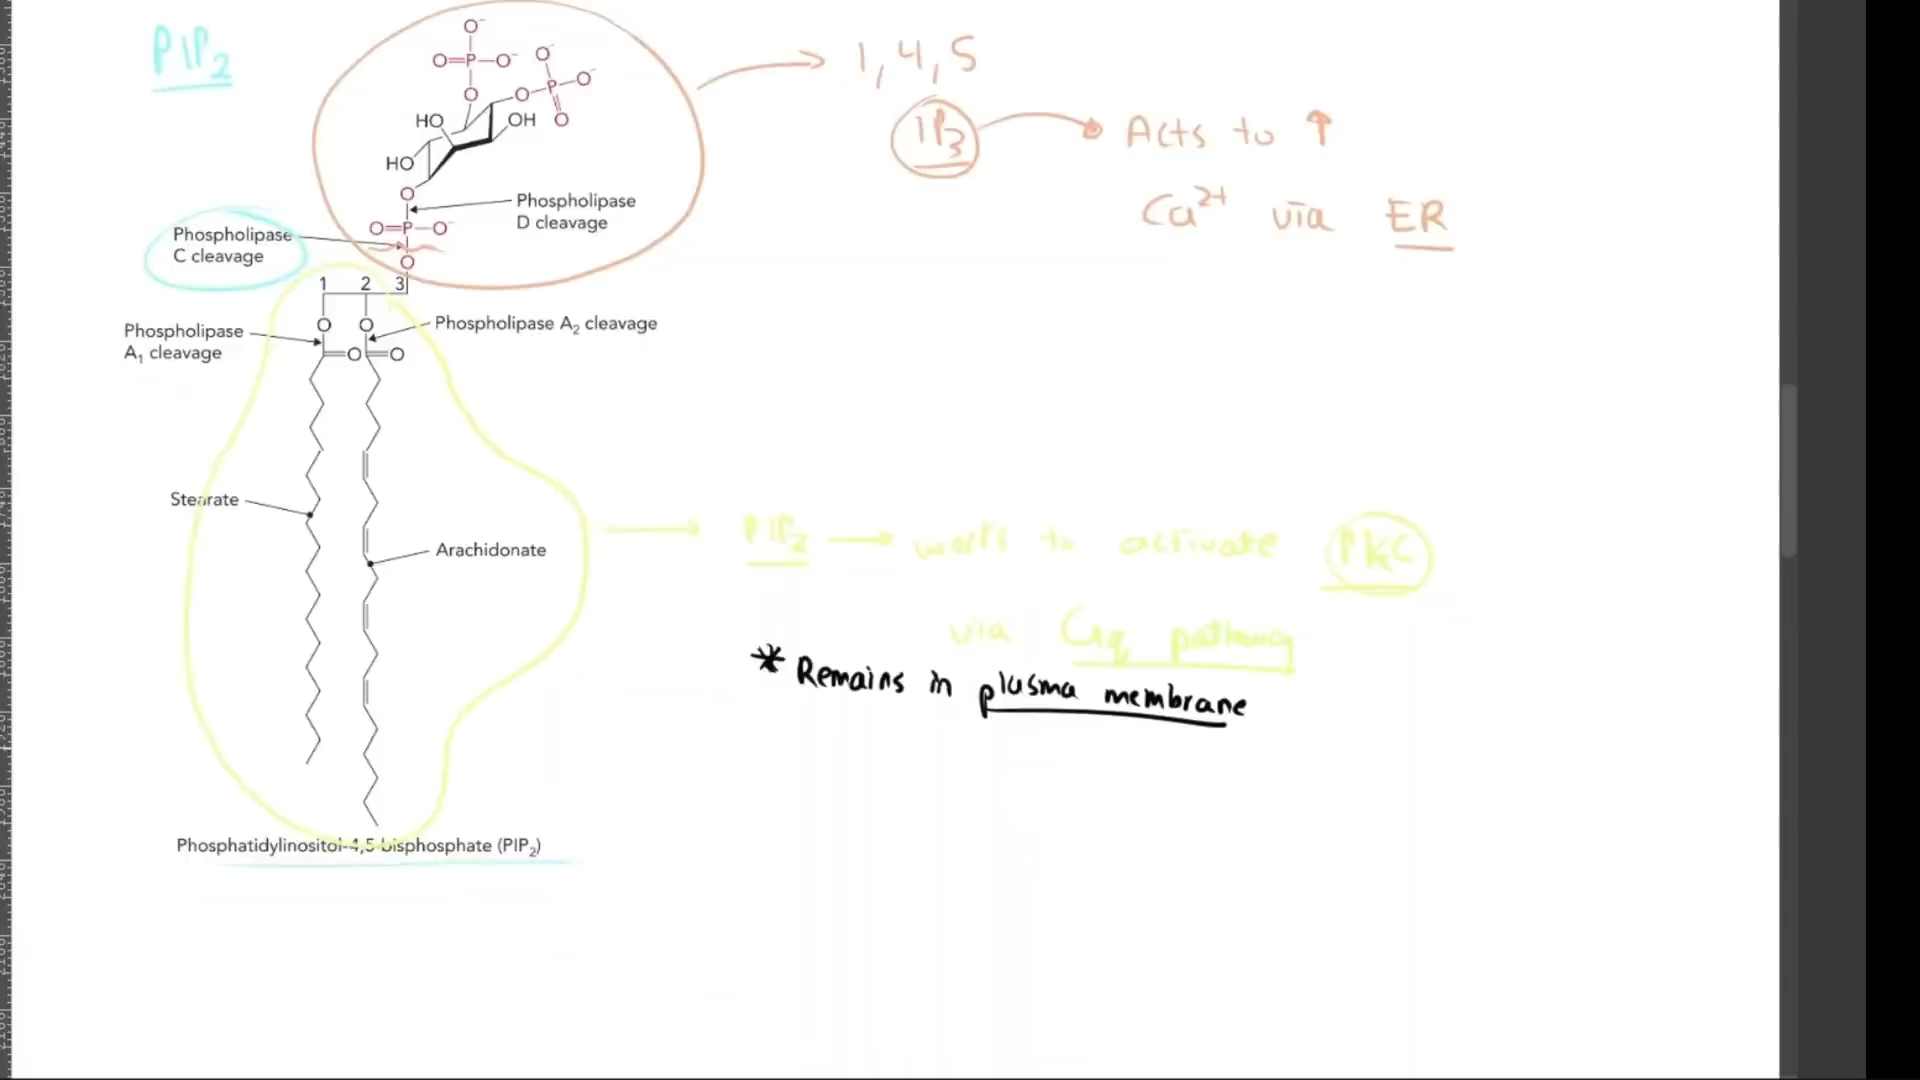 PIP2
O-
O=P-O-
O-
O
O
P-O-
HO
OH
O
HO
O
Phospholipase
D cleavage
O=P-O-
Phospholipase
C cleavage
O
1 2 3
O O
Phospholipase
A1 cleavage
Phospholipase A2 cleavage
=O =O
Stearate
Arachidonate
Phosphatidylinositol-4,5-bisphosphate (PIP2)
1,4,5
IP3
Acts to ↑
Ca2+ via ER
PIP2 → works to activate PKC
via Gq pathway
* Remains in plasma membrane